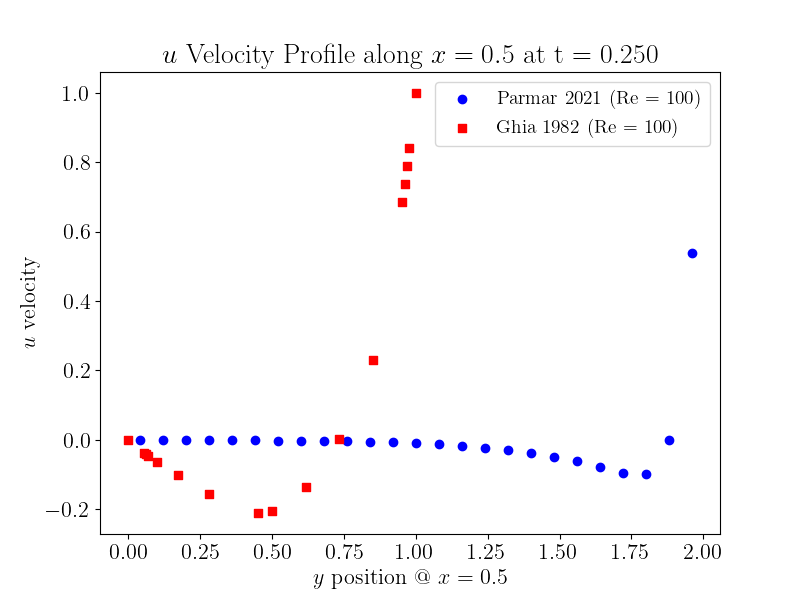 u Velocity Profile along x = 0.5 at t = 0.250
Parmar 2021 (Re = 100)
Ghia 1982 (Re = 100)
u velocity
1.0
0.8
0.6
0.4
0.2
0.0
−0.2
0.00 0.25 0.50 0.75 1.00 1.25 1.50 1.75 2.00
y position @ x = 0.5